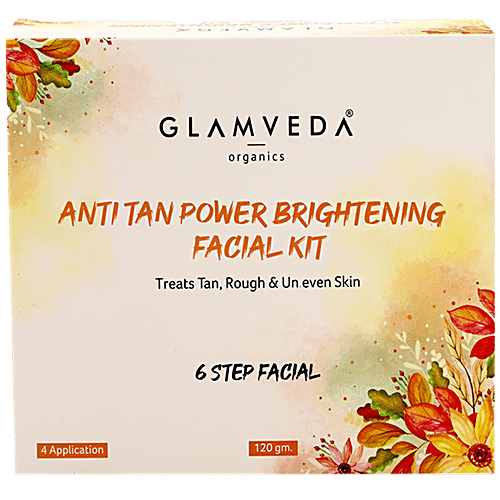 GLAMVEDA
GLAMVEDA®
organics
ANTI TAN POWER BRIGHTENING
FACIAL KIT
Treats Tan, Rough & Un even Skin
6 STEP FACIAL
4 Application
120 gm.